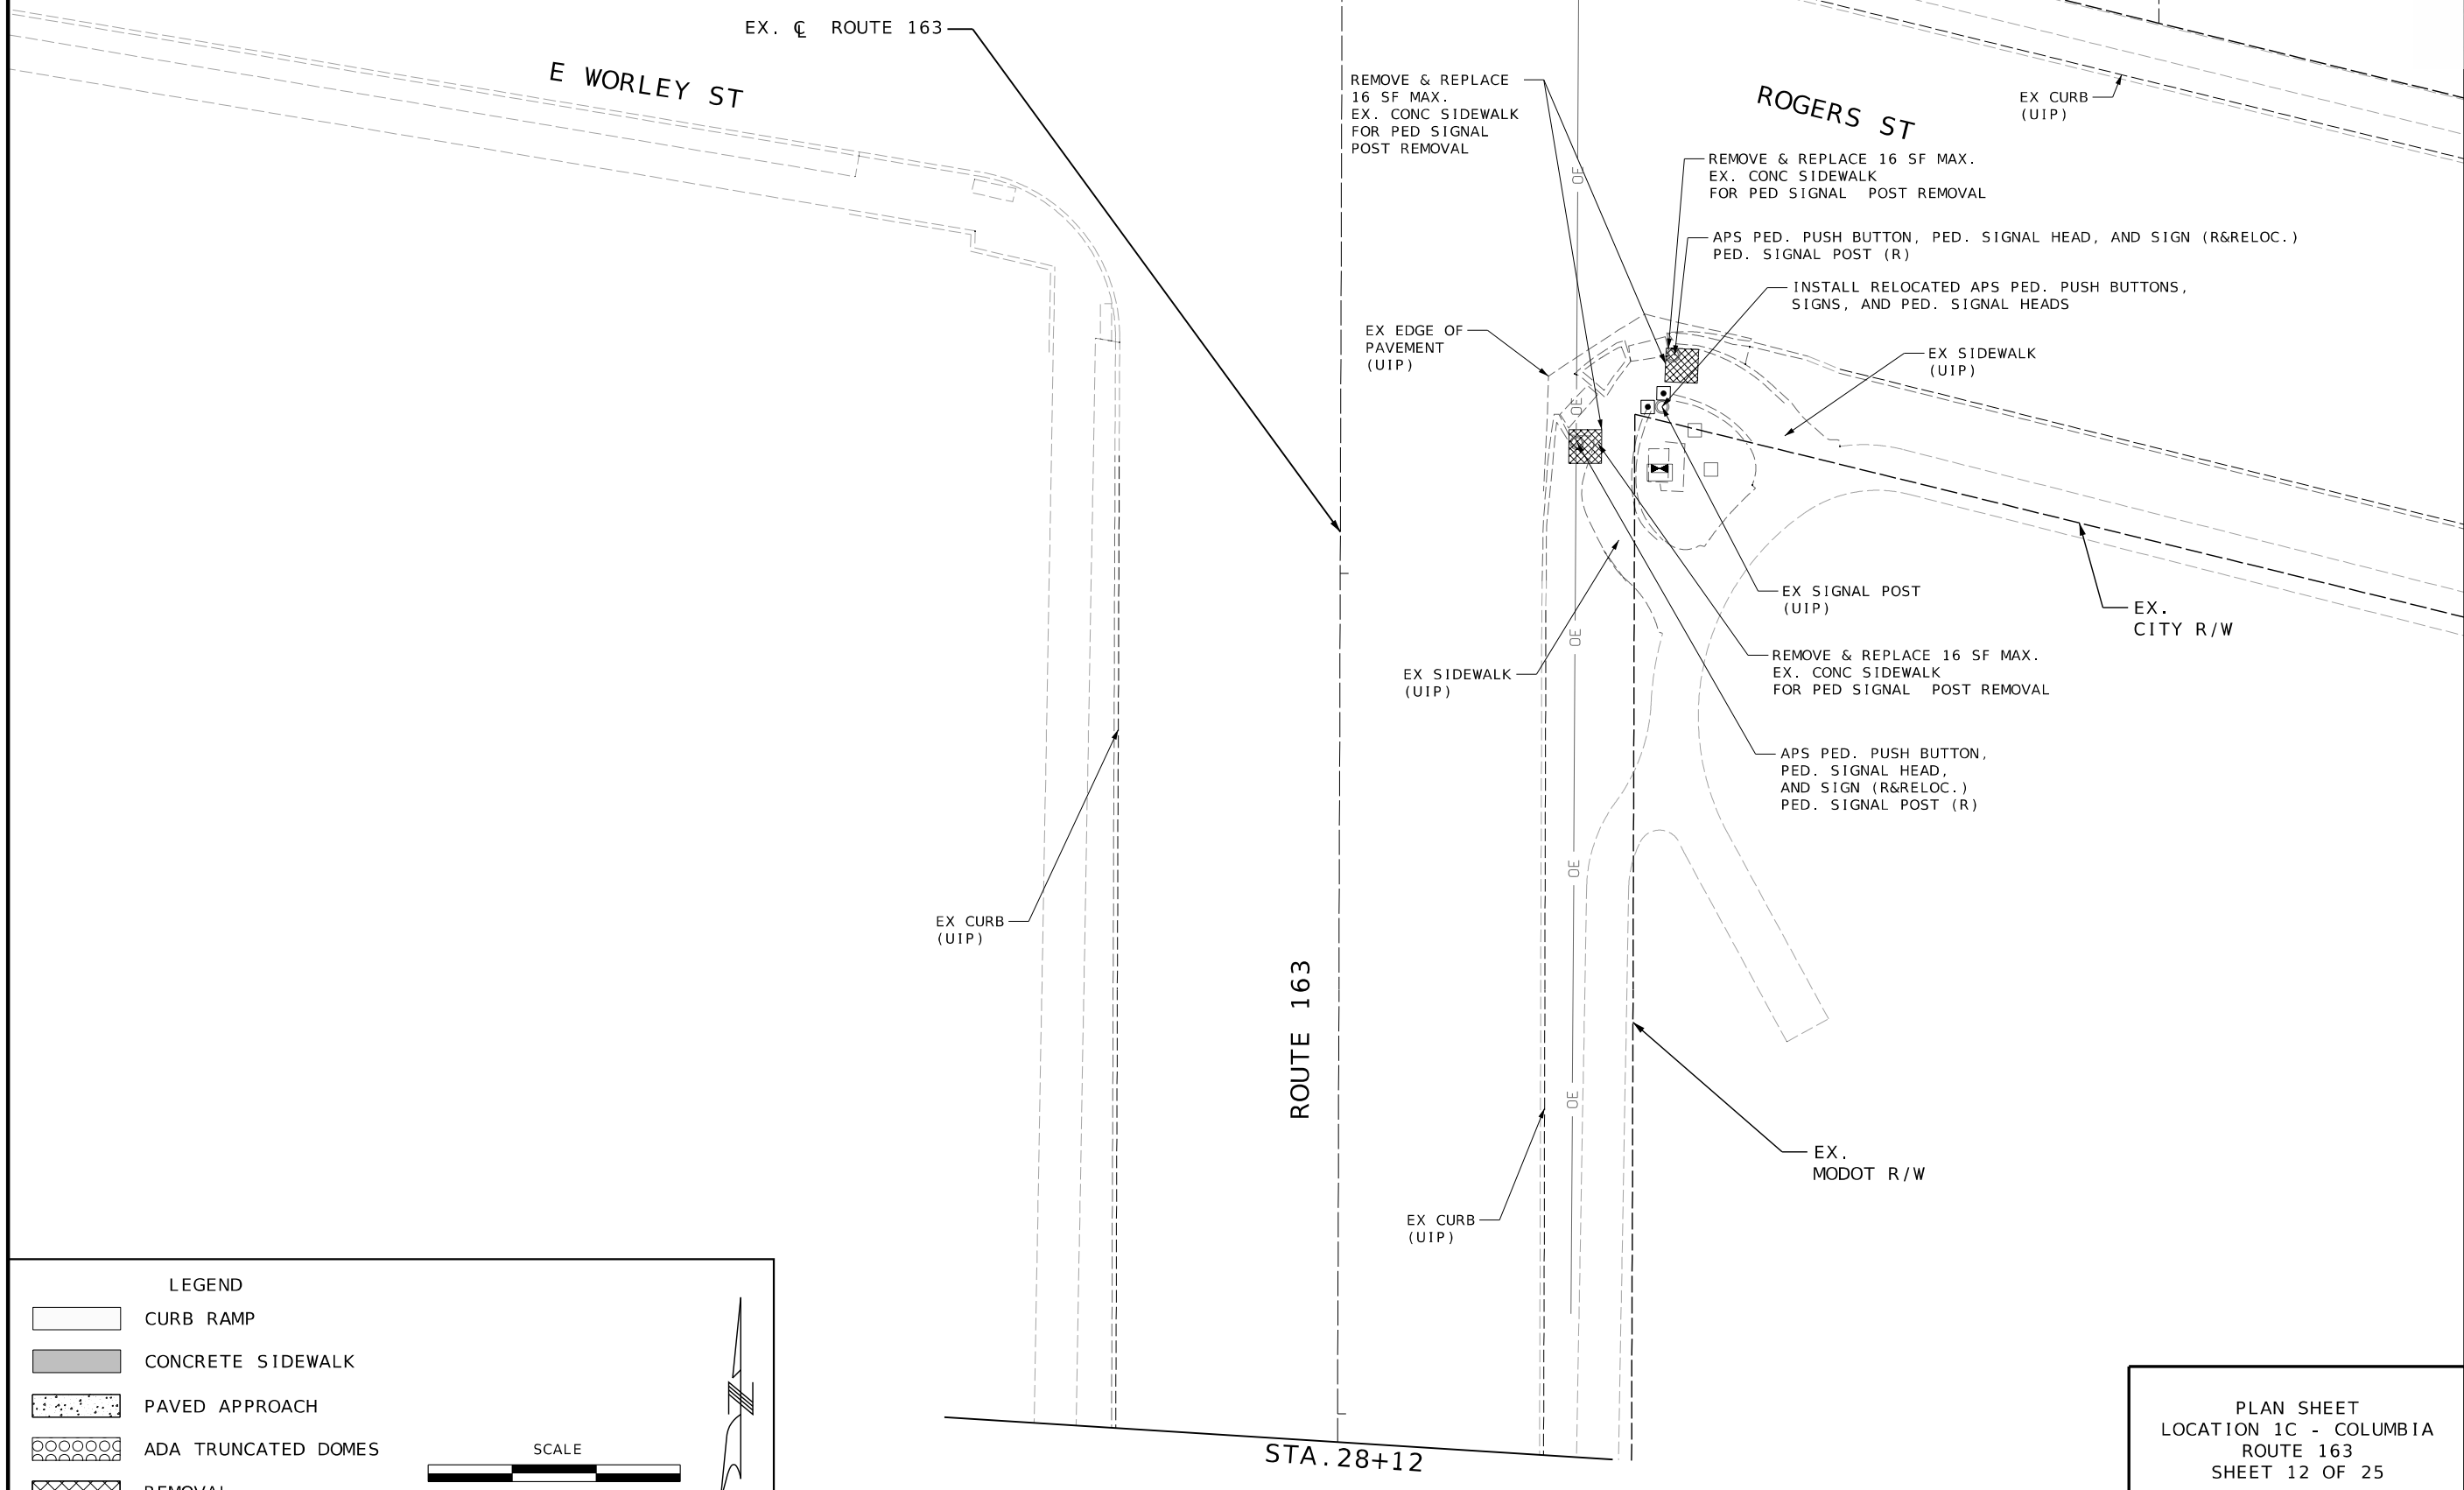 EX. ℄ ROUTE 163
E WORLEY ST
REMOVE & REPLACE
16 SF MAX.
EX. CONC SIDEWALK
FOR PED SIGNAL
POST REMOVAL
ROGERS ST
EX CURB
(UIP)
REMOVE & REPLACE 16 SF MAX.
EX. CONC SIDEWALK
FOR PED SIGNAL POST REMOVAL
OE
APS PED. PUSH BUTTON, PED. SIGNAL HEAD, AND SIGN (R&RELOC.)
PED. SIGNAL POST (R)
INSTALL RELOCATED APS PED. PUSH BUTTONS,
SIGNS, AND PED. SIGNAL HEADS
EX EDGE OF
PAVEMENT
(UIP)
EX SIDEWALK
(UIP)
OE
EX SIGNAL POST
(UIP)
EX.
CITY R/W
OE
EX SIDEWALK
(UIP)
REMOVE & REPLACE 16 SF MAX.
EX. CONC SIDEWALK
FOR PED SIGNAL POST REMOVAL
APS PED. PUSH BUTTON,
PED. SIGNAL HEAD,
AND SIGN (R&RELOC.)
PED. SIGNAL POST (R)
OE
EX CURB
(UIP)
ROUTE 163
OE
EX.
MODOT R/W
EX CURB
(UIP)
STA.28+12
LEGEND
CURB RAMP
CONCRETE SIDEWALK
PAVED APPROACH
ADA TRUNCATED DOMES
REMOVAL
SCALE
N
PLAN SHEET
LOCATION 1C - COLUMBIA
ROUTE 163
SHEET 12 OF 25